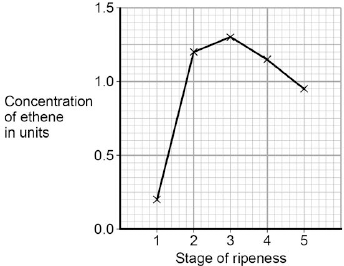 1.5
1.0
Concentration
of ethene
in units
0.5
0.0
1 2 3 4 5
Stage of ripeness